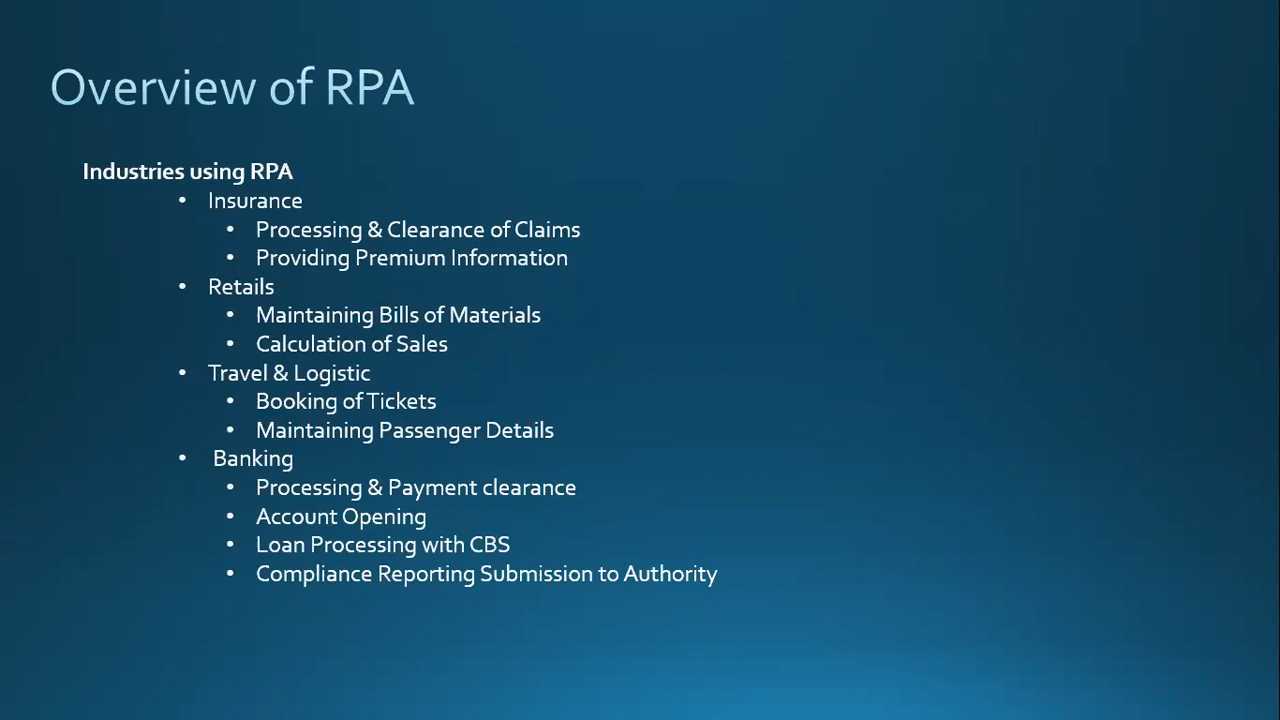 Overview of RPA
Industries using RPA
• Insurance
• Processing & Clearance of Claims
• Providing Premium Information
• Retails
• Maintaining Bills of Materials
• Calculation of Sales
• Travel & Logistic
• Booking of Tickets
• Maintaining Passenger Details
• Banking
• Processing & Payment clearance
• Account Opening
• Loan Processing with CBS
• Compliance Reporting Submission to Authority